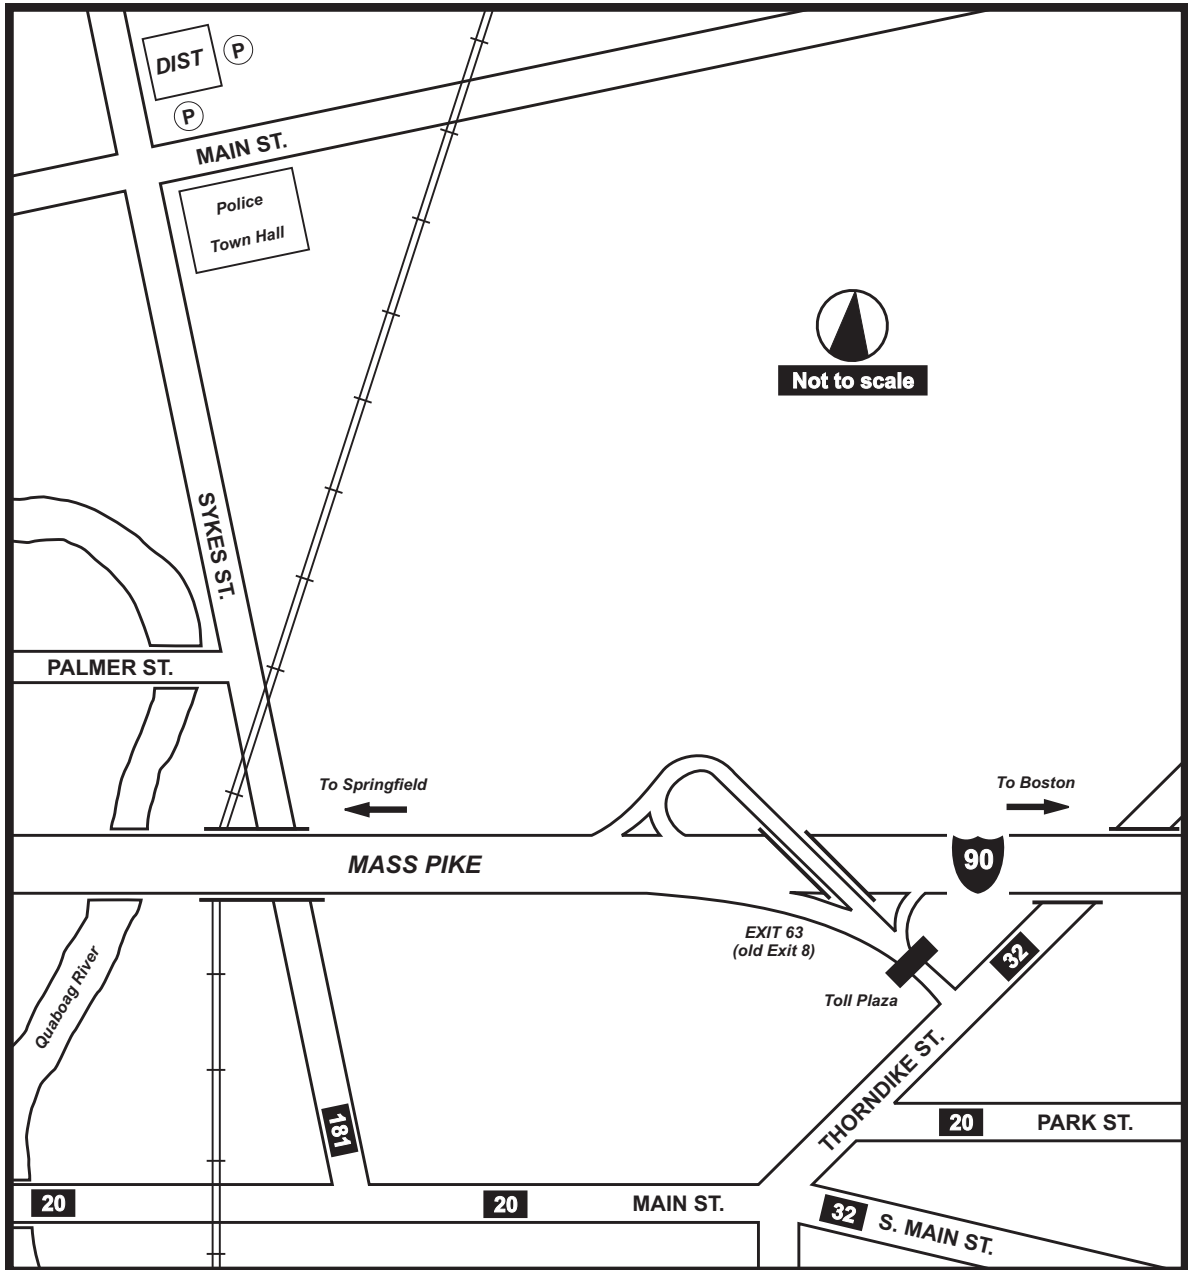 DIST
P
P
MAIN ST.
Police
Town Hall
Not to scale
SYKES ST.
PALMER ST.
To Springfield
To Boston
MASS PIKE
90
EXIT 63
(old Exit 8)
32
Quaboag River
Toll Plaza
THORNDIKE ST.
181
20
PARK ST.
20
20
MAIN ST.
32
S. MAIN ST.